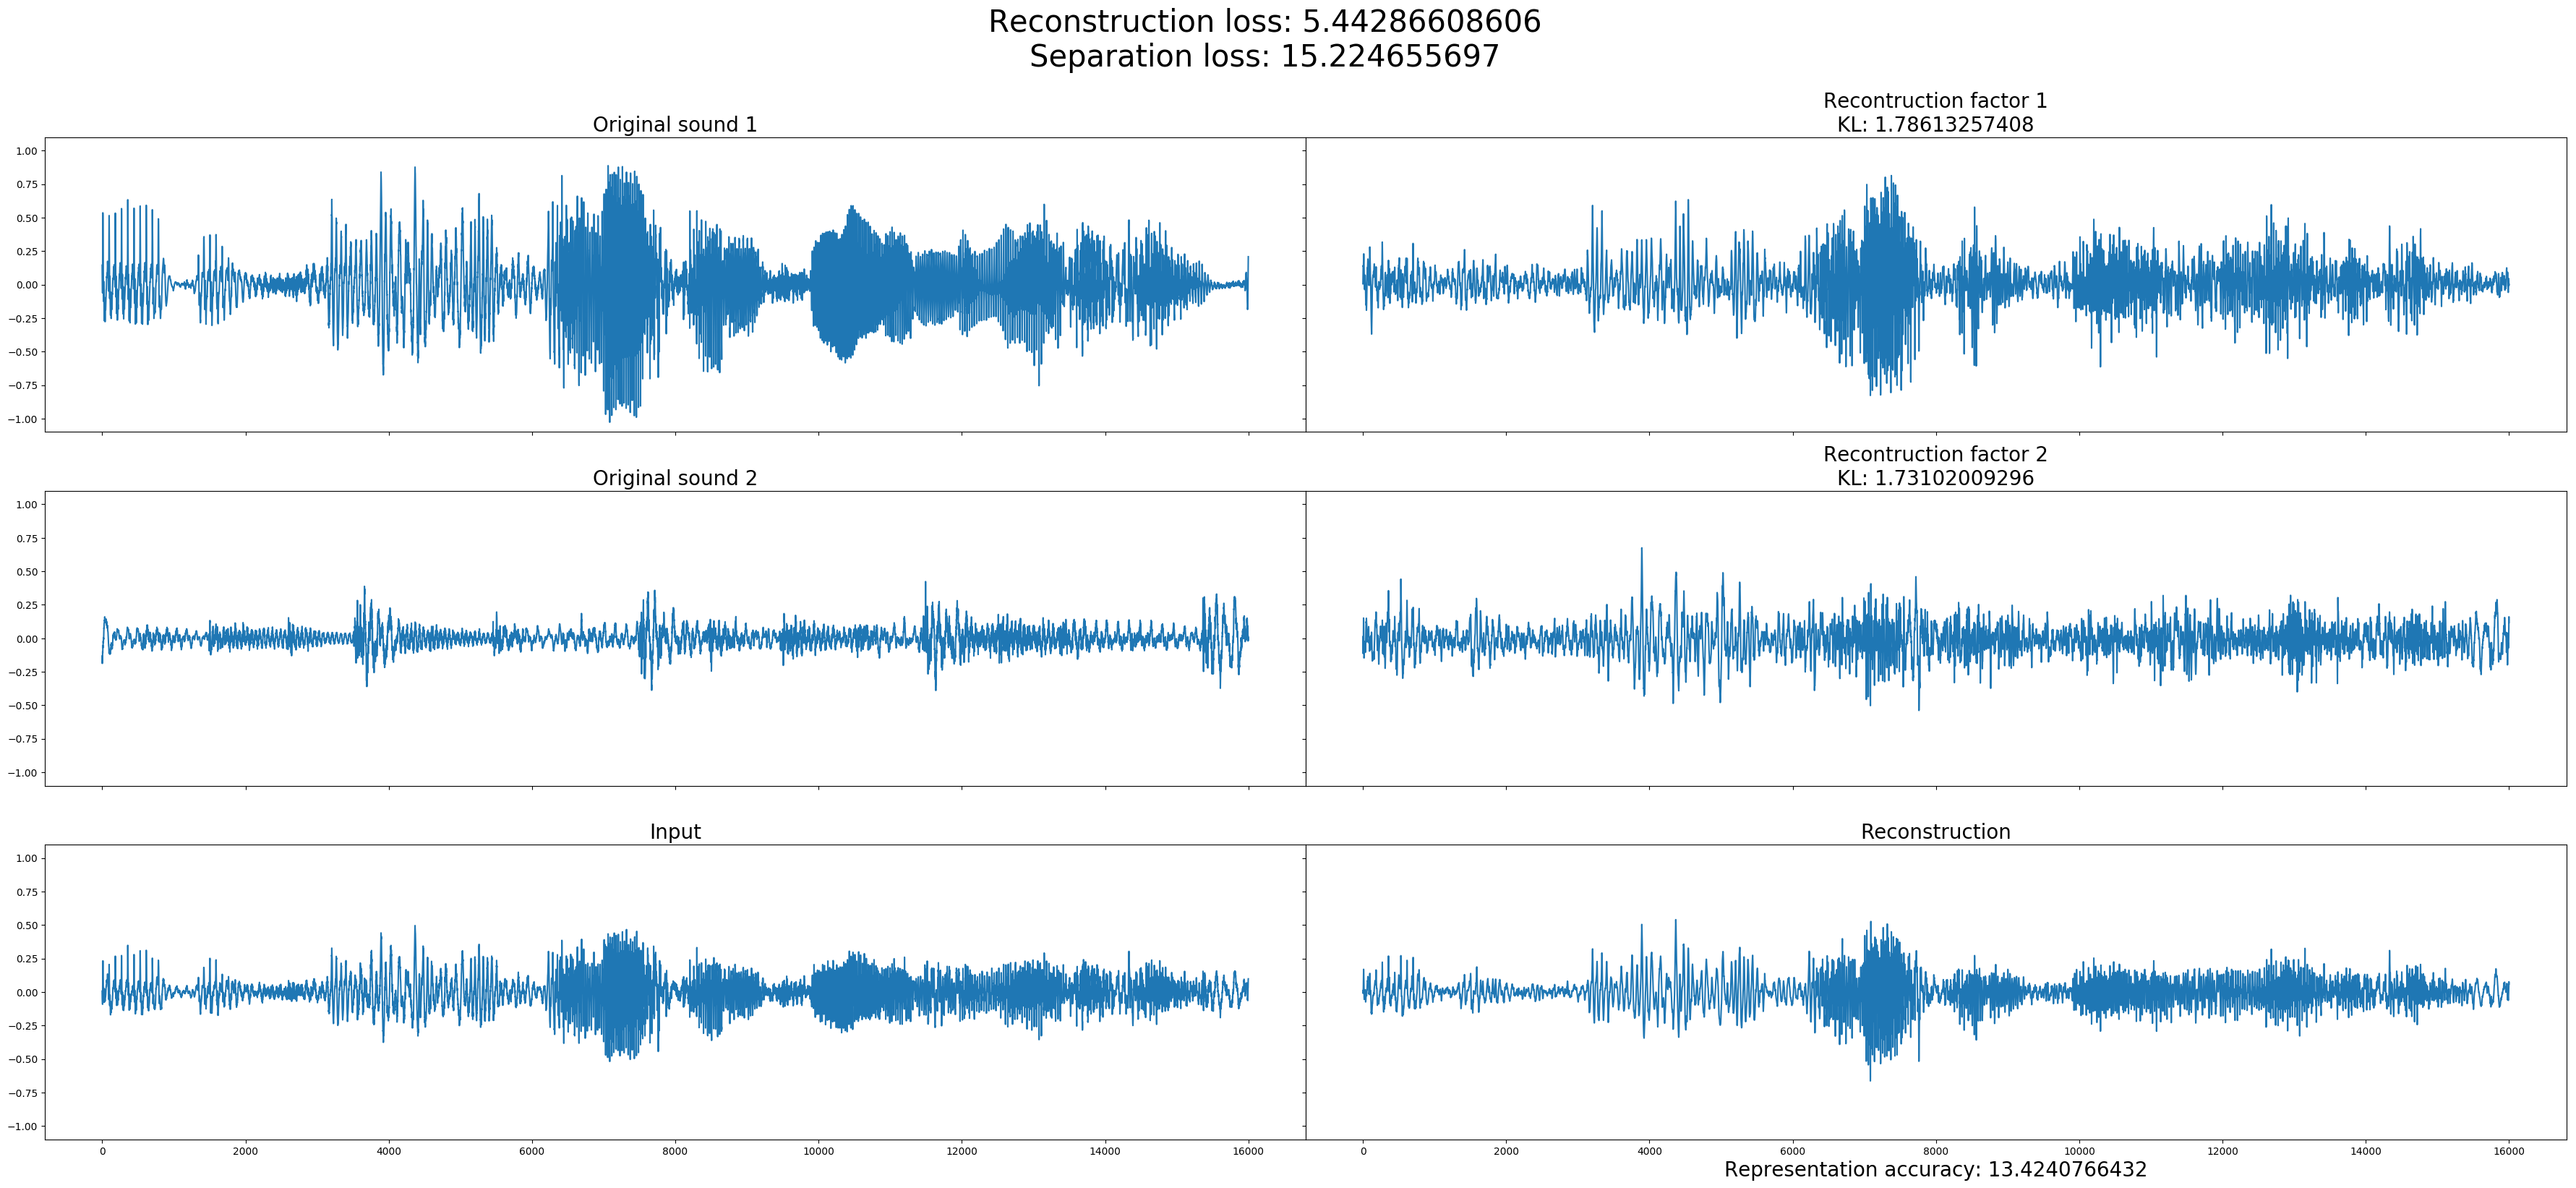 Reconstruction loss: 5.44286608606
Separation loss: 15.224655697
Original sound 1
Recontruction factor 1
KL: 1.78613257408
1.00
0.75
0.50
0.25
0.00
−0.25
−0.50
−0.75
−1.00
Original sound 2
Recontruction factor 2
KL: 1.73102009296
1.00
0.75
0.50
0.25
0.00
−0.25
−0.50
−0.75
−1.00
Input
Reconstruction
1.00
0.75
0.50
0.25
0.00
−0.25
−0.50
−0.75
−1.00
0 2000 4000 6000 8000 10000 12000 14000 16000
0 2000 4000 6000 8000 10000 12000 14000 16000
Representation accuracy: 13.4240766432